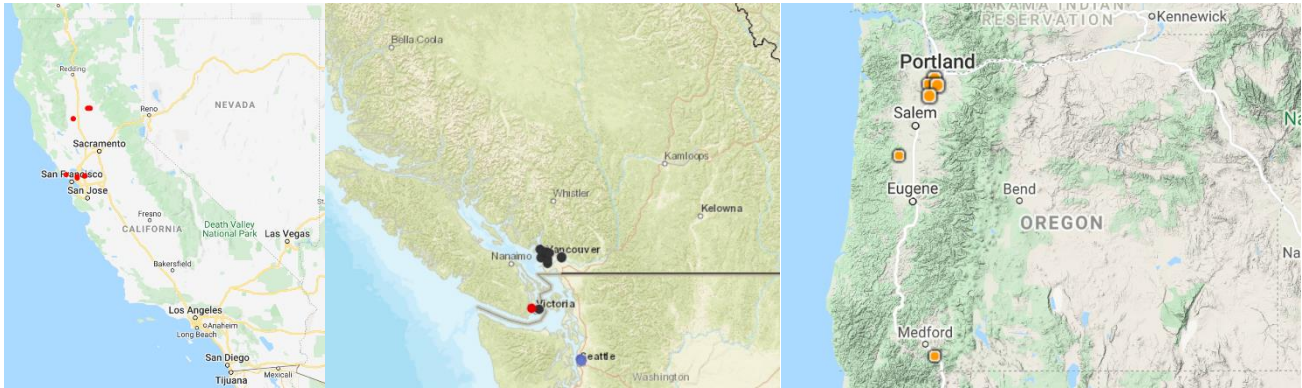 Redding
Reno
NEVADA
Sacramento
San Francisco
San Jose
Fresno
CALIFORNIA
Death Valley
National Park
Las Vegas
Bakersfield
Los Angeles
Anaheim
Long Beach
San Diego
Tijuana
Mexicali
Bella Coola
Kamloops
Whistler
Kelowna
Vancouver
Nanaimo
Victoria
Seattle
Washington
YAKAMA INDIAN
RESERVATION
Kennewick
Portland
Salem
Eugene
Bend
OREGON
Medford